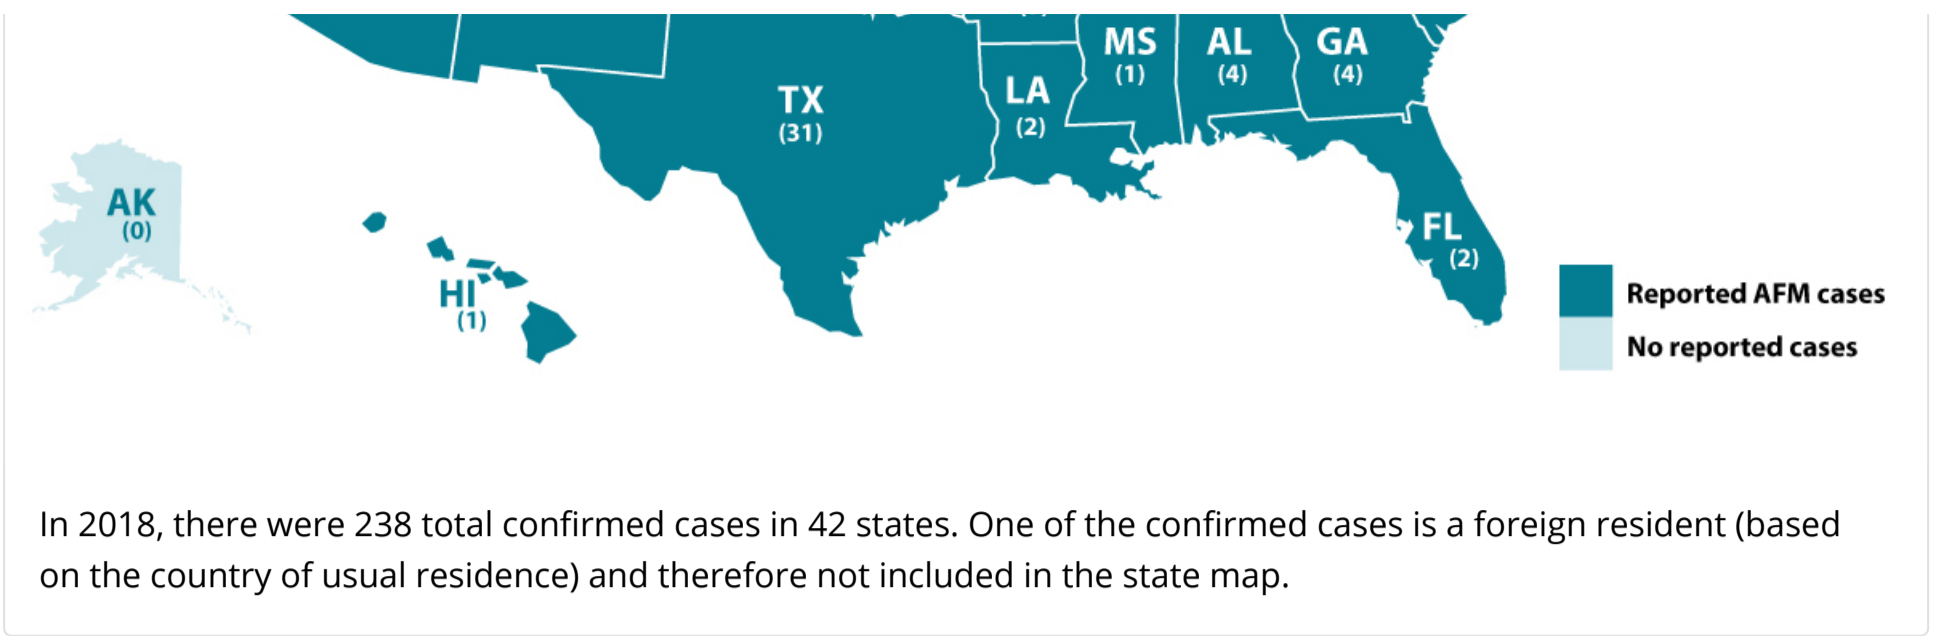 MS
(1)
AL
(4)
GA
(4)
TX
(31)
LA
(2)
AK
(0)
HI
(1)
FL
(2)
Reported AFM cases
No reported cases
In 2018, there were 238 total confirmed cases in 42 states. One of the confirmed cases is a foreign resident (based
on the country of usual residence) and therefore not included in the state map.